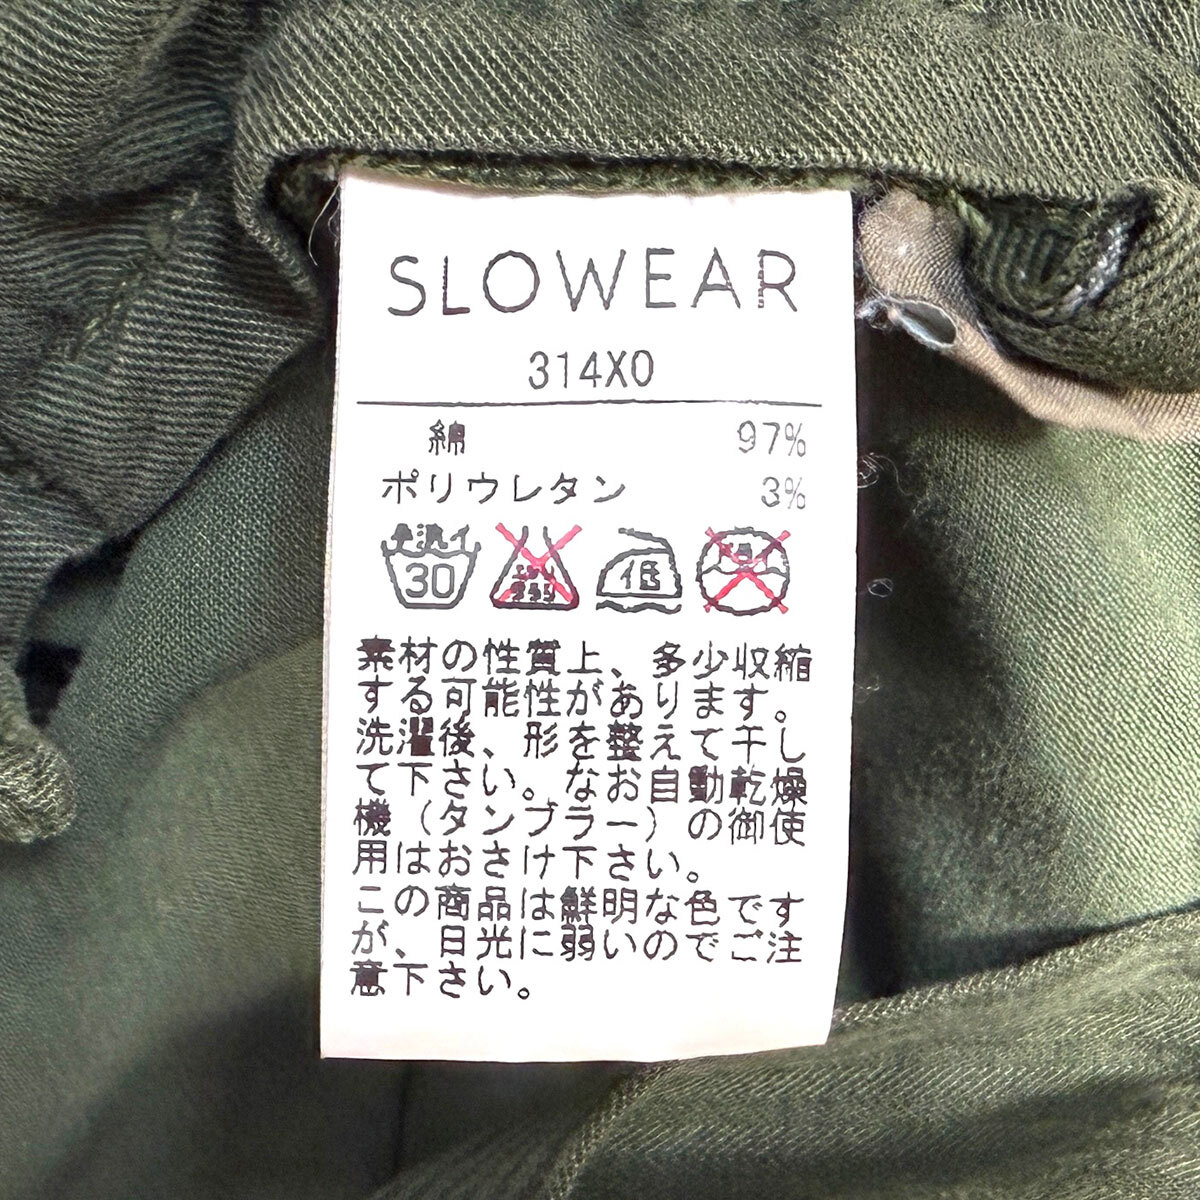 SLOWEAR
314X0
綿 97%
ポリウレタン 3%
手洗イ
30
低
素材の性質上、多少収縮
する可能性があります。
洗濯後、形を整えて干し
て下さい。なお自動乾燥
機（タンブラー）の御使
用はおさけ下さい。
この商品は鮮明な色です
が、日光に弱いのでご注
意下さい。